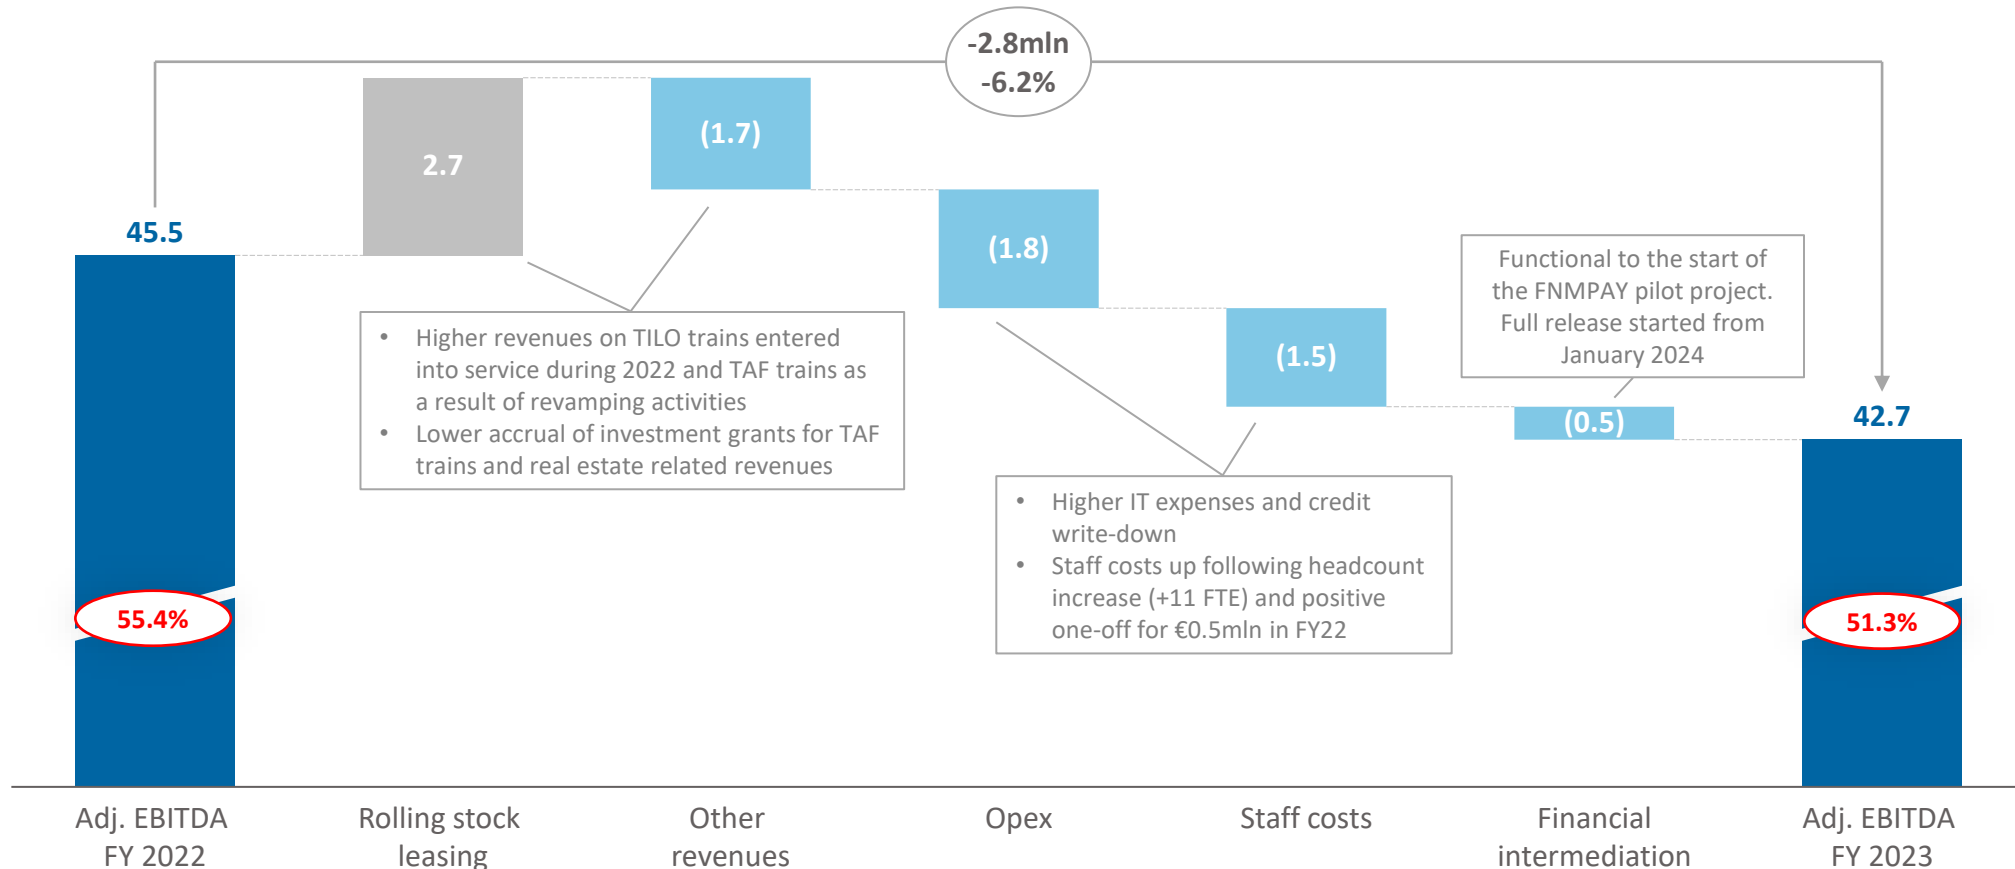 -2.8mln
-6.2%
45.5
2.7
(1.7)
(1.8)
(1.5)
(0.5)
42.7
• Higher revenues on TILO trains entered
into service during 2022 and TAF trains as
a result of revamping activities
• Lower accrual of investment grants for TAF
trains and real estate related revenues
• Higher IT expenses and credit
write-down
• Staff costs up following headcount
increase (+11 FTE) and positive
one-off for €0.5mln in FY22
Functional to the start of
the FNMPAY pilot project.
Full release started from
January 2024
55.4%
51.3%
Adj. EBITDA
FY 2022
Rolling stock
leasing
Other
revenues
Opex
Staff costs
Financial
intermediation
Adj. EBITDA
FY 2023